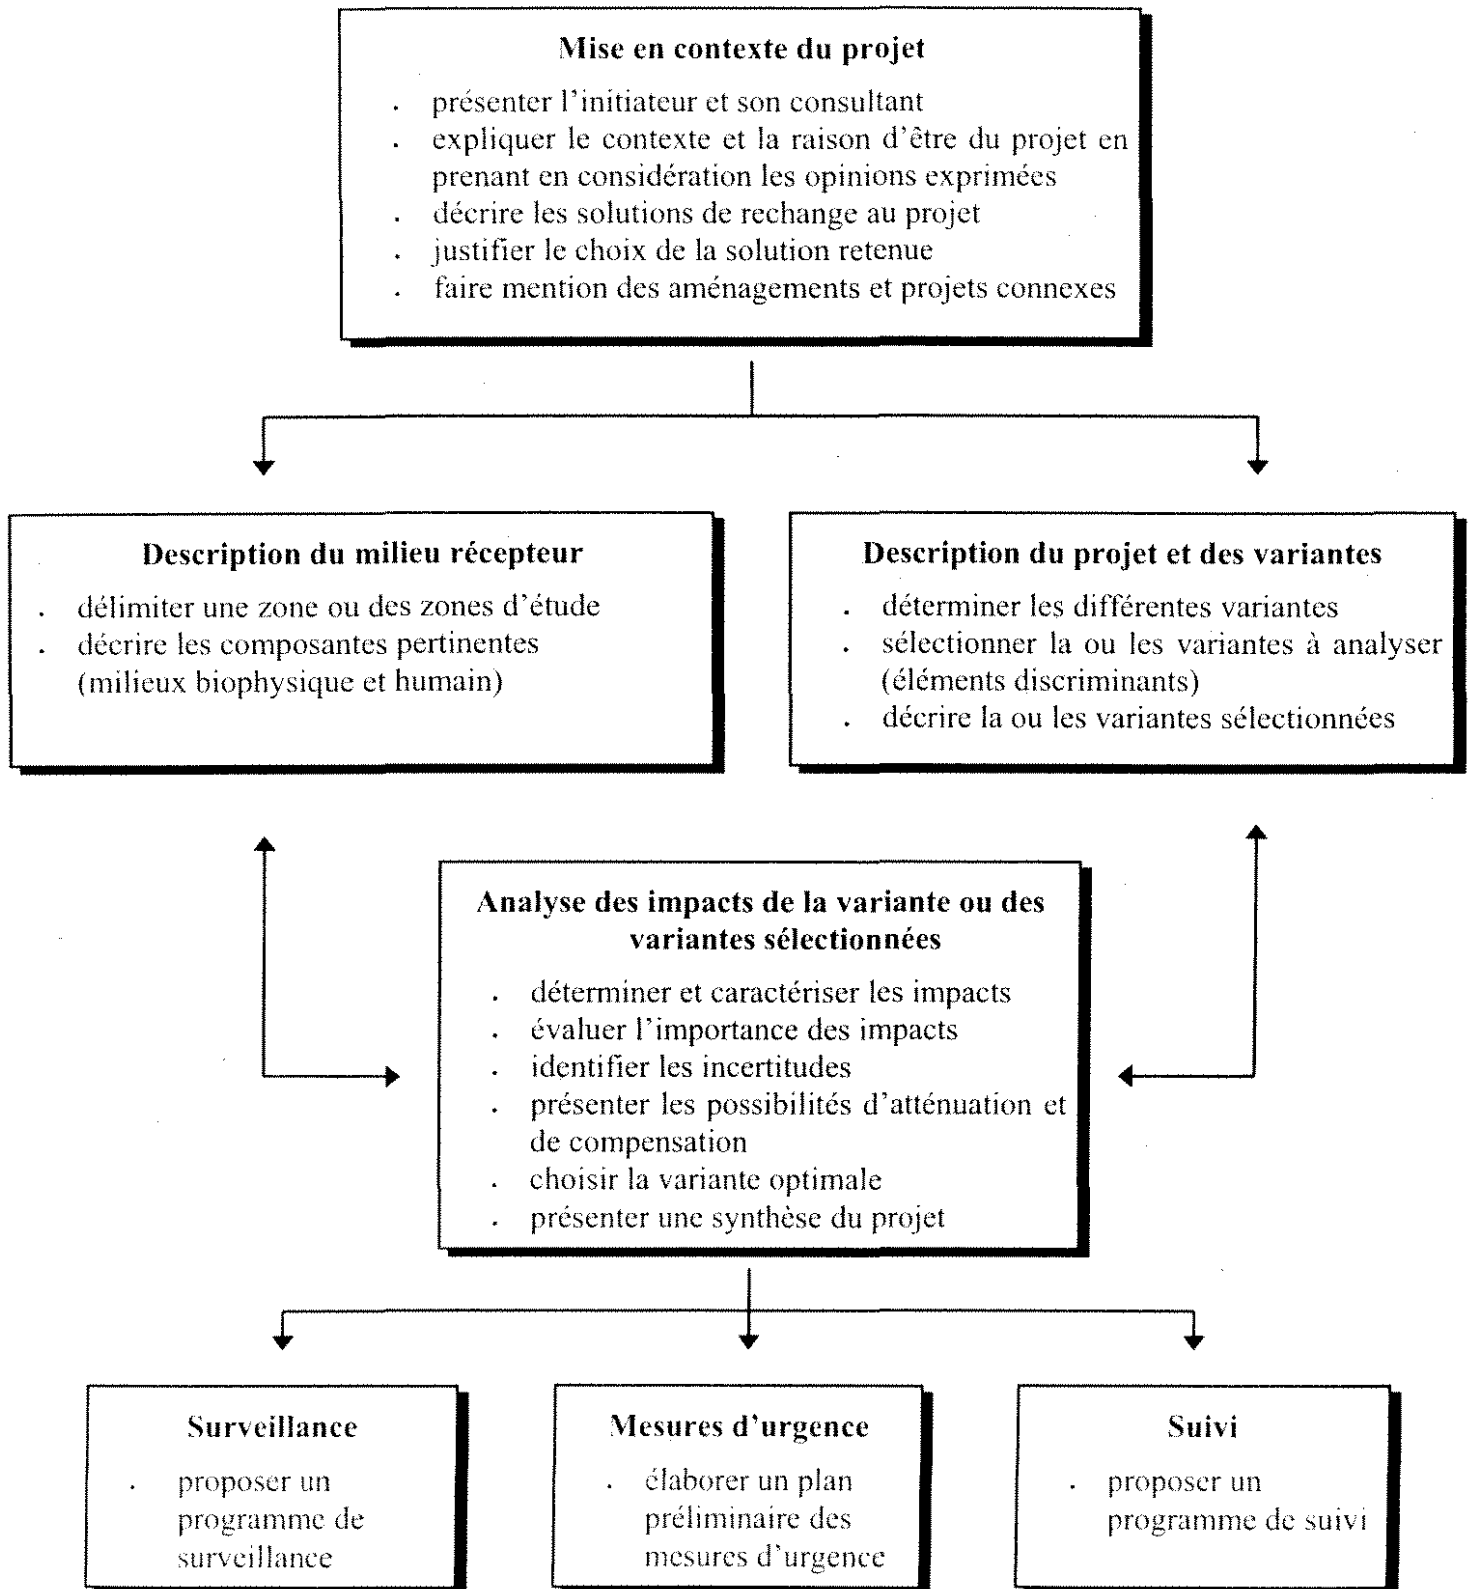 Mise en contexte du projet
. présenter l'initiateur et son consultant
. expliquer le contexte et la raison d'être du projet en
prenant en considération les opinions exprimées
. décrire les solutions de rechange au projet
. justifier le choix de la solution retenue
. faire mention des aménagements et projets connexes
Description du milieu récepteur
. délimiter une zone ou des zones d'étude
. décrire les composantes pertinentes
(milieux biophysique et humain)
Description du projet et des variantes
. déterminer les différentes variantes
. sélectionner la ou les variantes à analyser
(éléments discriminants)
. décrire la ou les variantes sélectionnées
Analyse des impacts de la variante ou des
variantes sélectionnées
. déterminer et caractériser les impacts
. évaluer l'importance des impacts
. identifier les incertitudes
. présenter les possibilités d'atténuation et
de compensation
. choisir la variante optimale
. présenter une synthèse du projet
Surveillance
. proposer un
programme de
surveillance
Mesures d'urgence
. élaborer un plan
préliminaire des
mesures d'urgence
Suivi
. proposer un
programme de suivi